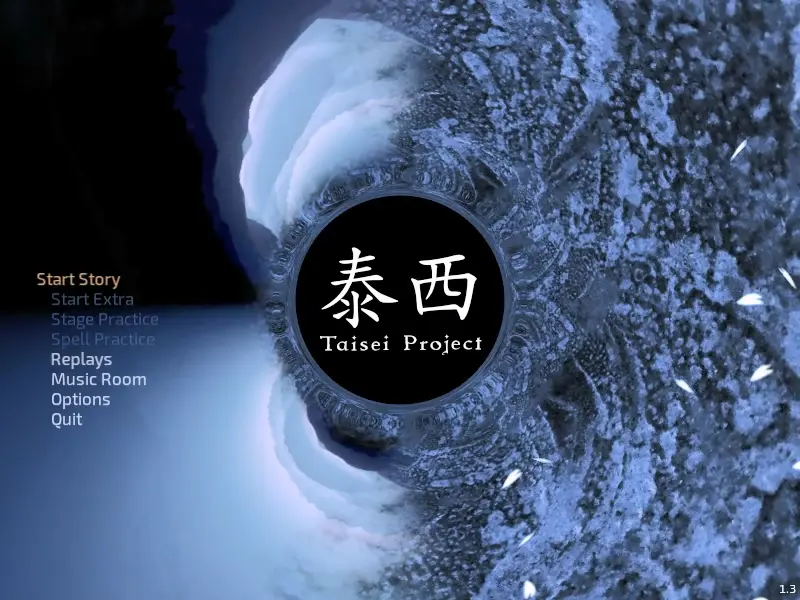 泰西
Taisei Project
Start Story
Start Extra
Stage Practice
Spell Practice
Replays
Music Room
Options
Quit
1.3